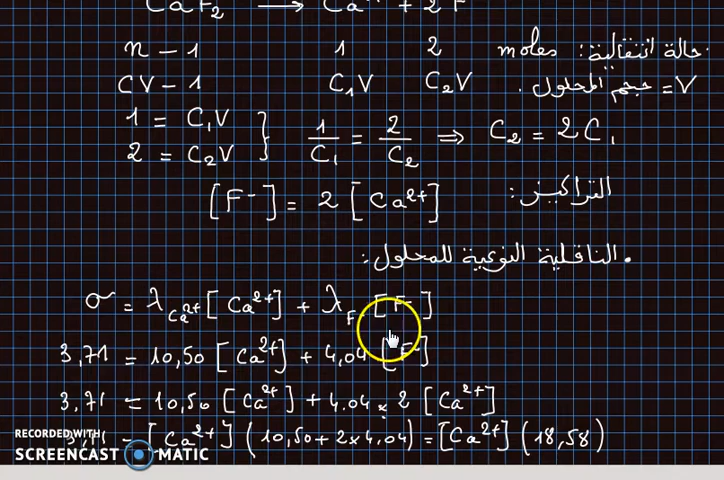 CaF₂ ⟶ Ca²⁺ + 2 F⁻
n - 1 1 2 moles حالة انتقالية:
CV - 1 C₁V C₂V V = حجم المحلول.
1 = C₁V
2 = C₂V } 1/C₁ = 2/C₂ ⟹ C₂ = 2C₁
[F⁻] = 2 [Ca²⁺] التراكيز:
. الناقلية النوعية للمحلول:
σ = λCa²⁺ [Ca²⁺] + λF⁻ [F⁻]
3,71 = 10,50 [Ca²⁺] + 4,04 [F⁻]
3,71 = 10,50 [Ca²⁺] + 4.04 × 2 [Ca²⁺]
3,71 = [Ca²⁺] (10,50 + 2×4,04) = [Ca²⁺] (18,58)
RECORDED WITH
SCREENCAST MATIC